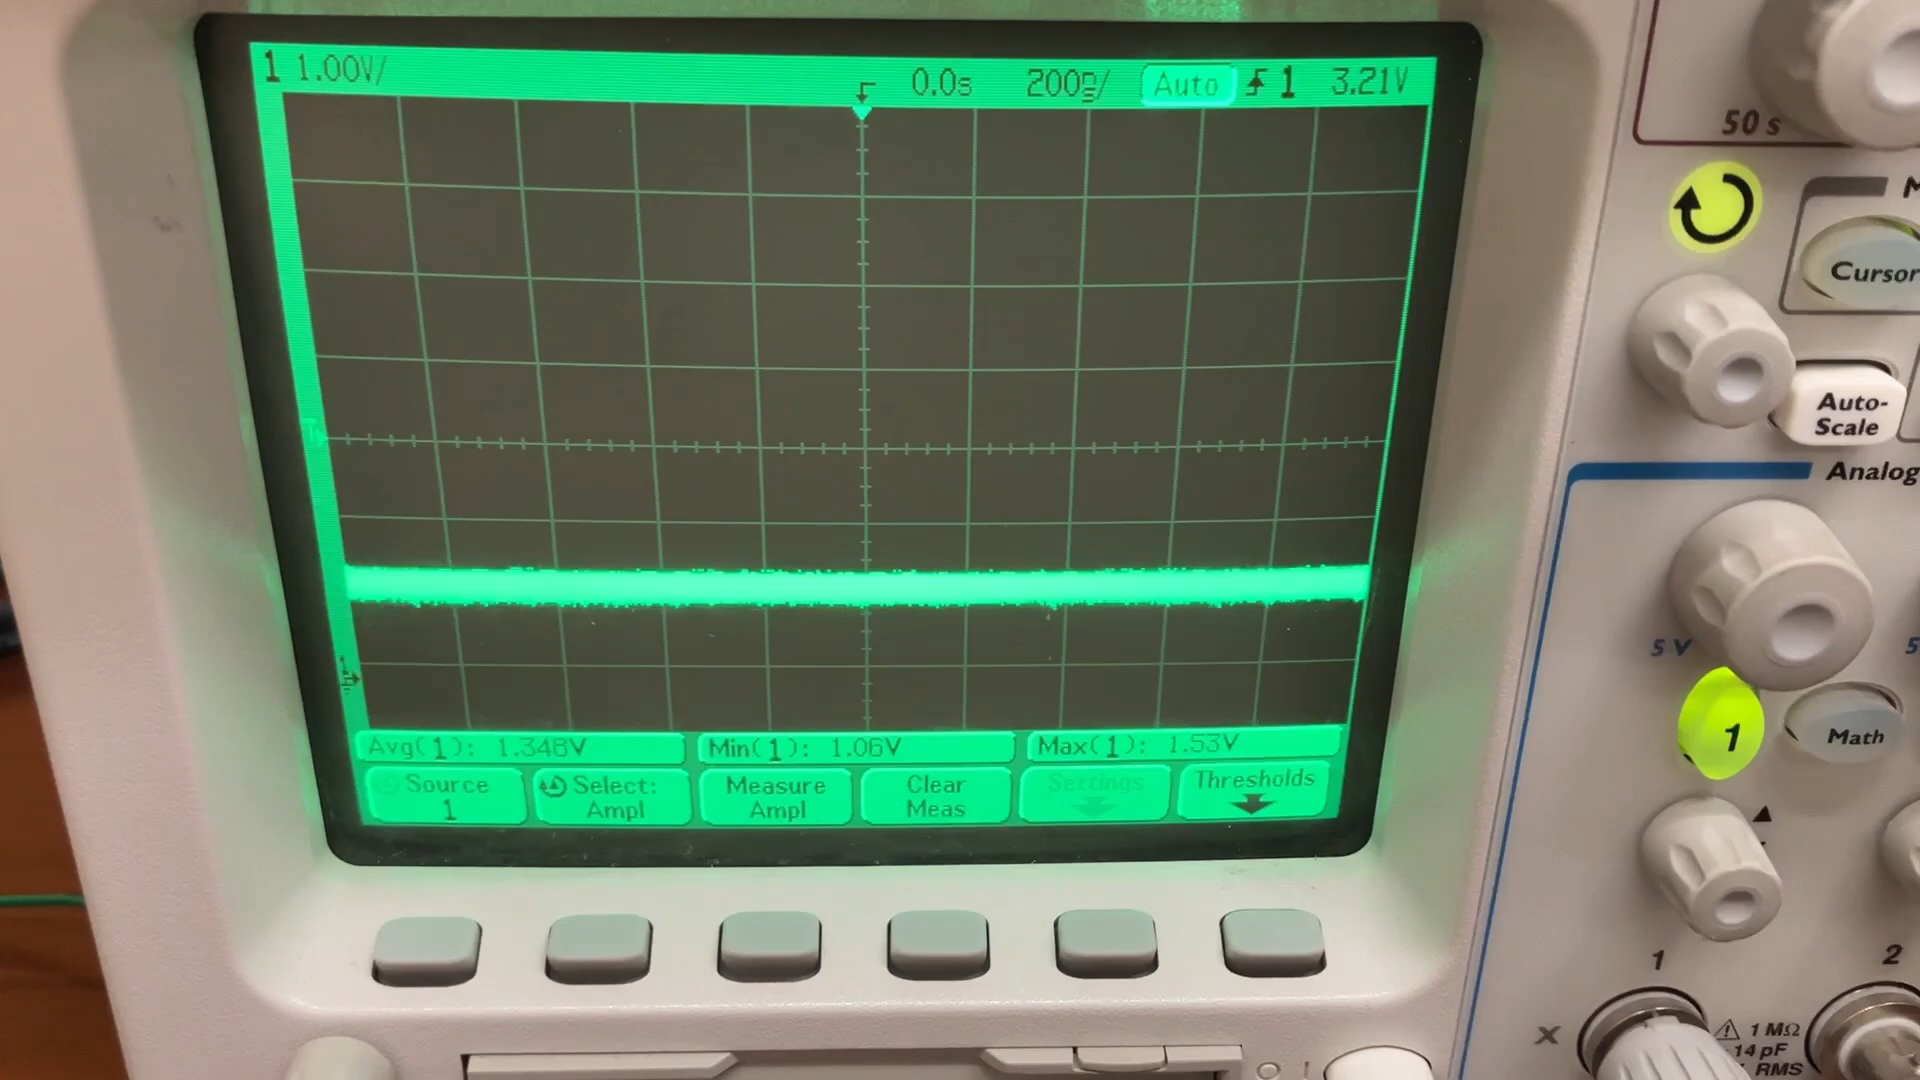 1 1.00V/ 0.0s 200 / Auto 1 3.21V
50 s
Cursor
Auto-
Scale
Analog
5 V
5
1
Math
Avg(1): 1.348V Min(1): 1.06V Max(1): 1.53V
Source
1
Select:
Ampl
Measure
Ampl
Clear
Meas
Settings
Thresholds
1
2
X
1 MΩ
14 pF
RMS